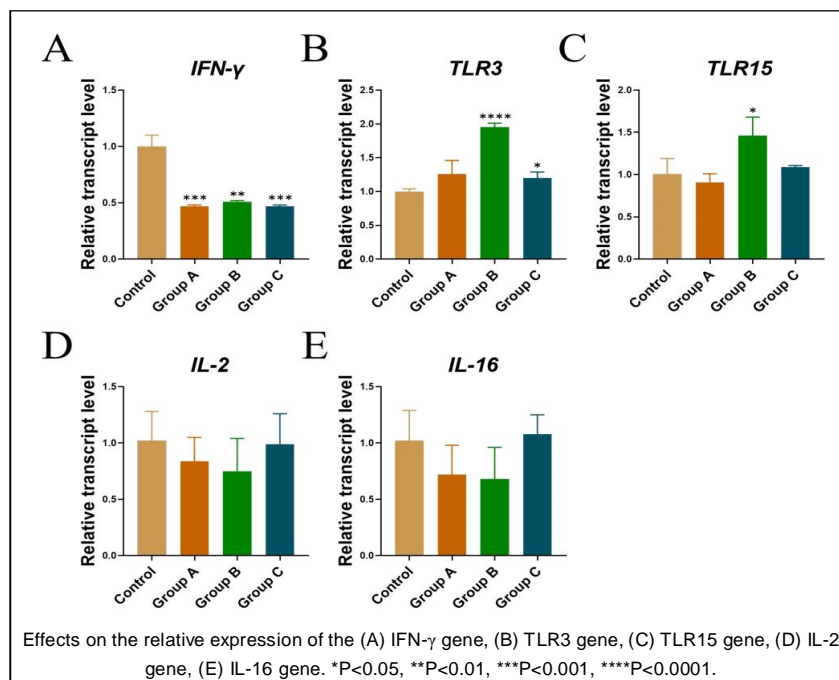 A
IFN-γ
Relative transcript level
1.5
1.0
0.5
0.0
***
**
***
Control
Group A
Group B
Group C
B
TLR3
Relative transcript level
2.5
2.0
1.5
1.0
0.5
0.0
****
*
Control
Group A
Group B
Group C
C
TLR15
Relative transcript level
2.0
1.5
1.0
0.5
0.0
*
Control
Group A
Group B
Group C
D
IL-2
Relative transcript level
1.5
1.0
0.5
0.0
Control
Group A
Group B
Group C
E
IL-16
Relative transcript level
1.5
1.0
0.5
0.0
Control
Group A
Group B
Group C
Effects on the relative expression of the (A) IFN-γ gene, (B) TLR3 gene, (C) TLR15 gene, (D) IL-2
gene, (E) IL-16 gene. *P<0.05, **P<0.01, ***P<0.001, ****P<0.0001.